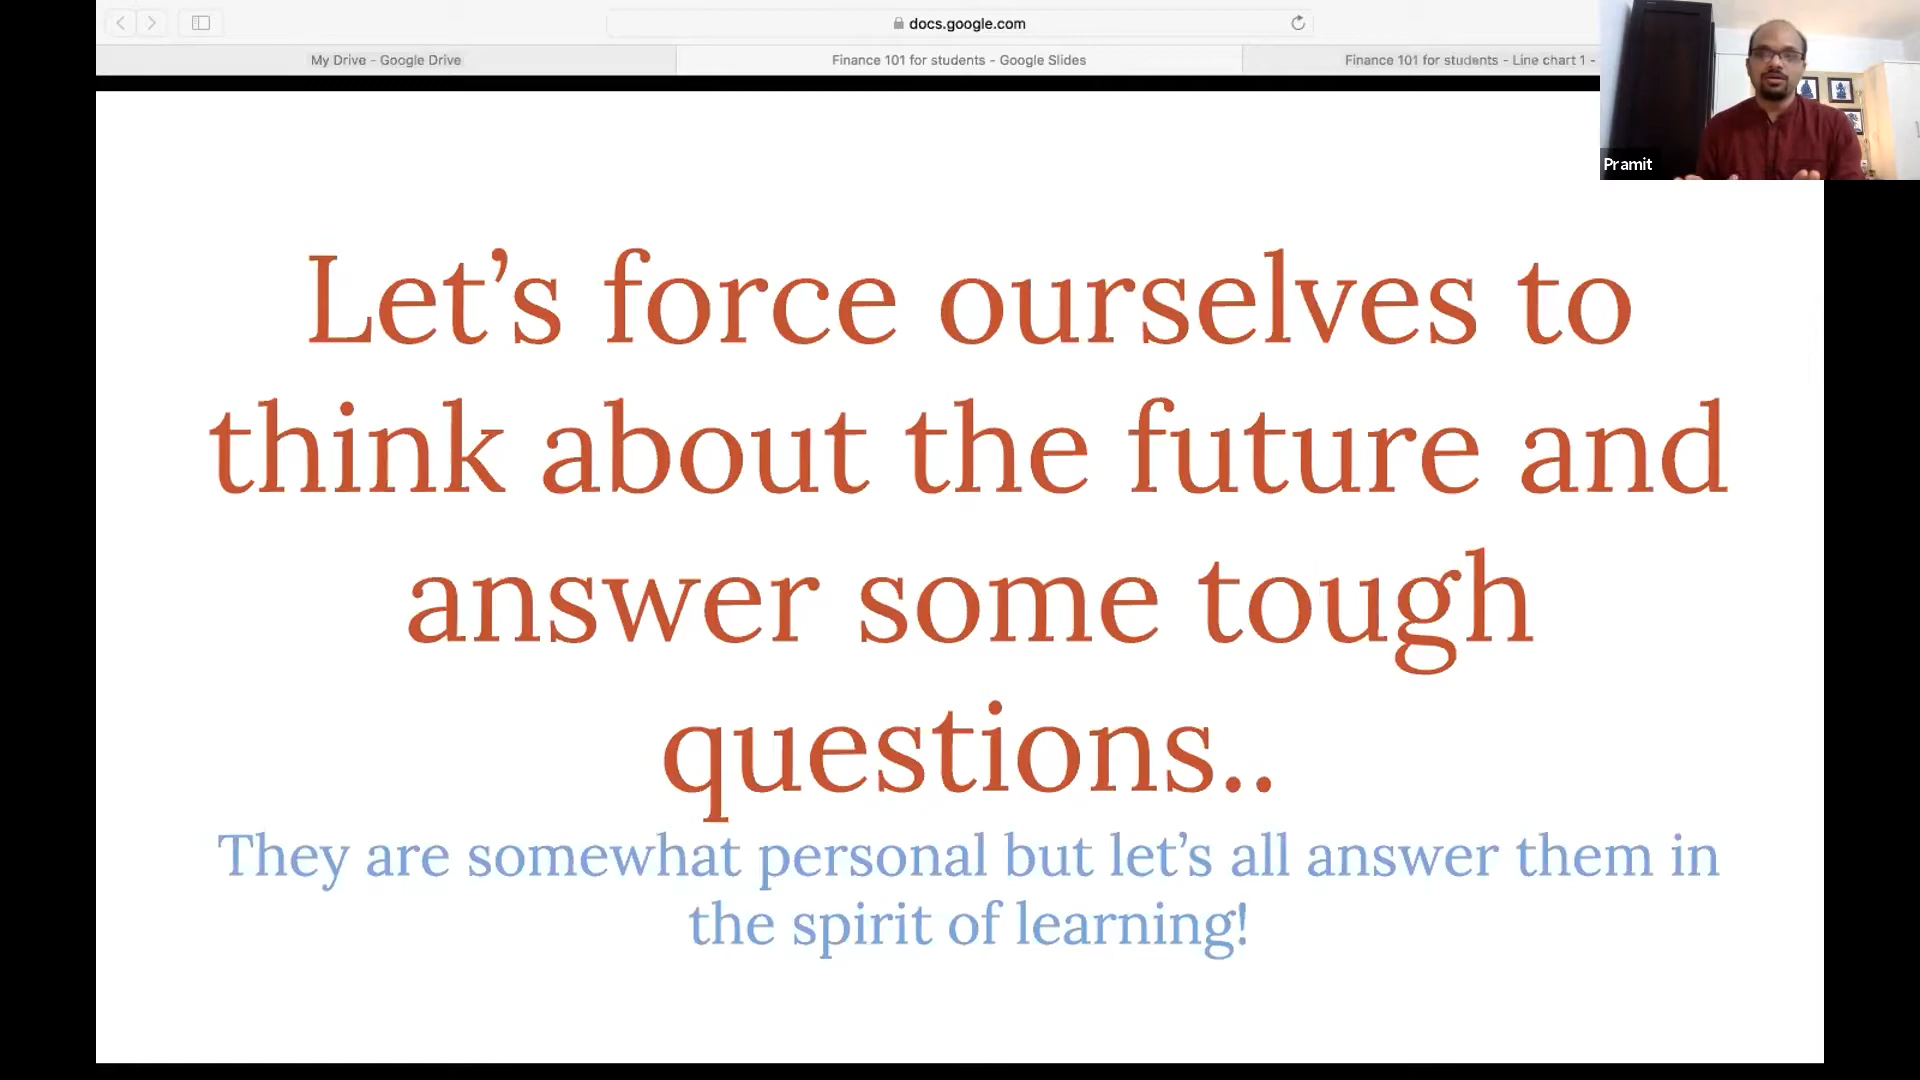 docs.google.com
My Drive - Google Drive
Finance 101 for students - Google Slides
Finance 101 for students - Line chart 1 -
Pramit
Let’s force ourselves to
think about the future and
answer some tough
questions..
They are somewhat personal but let’s all answer them in
the spirit of learning!